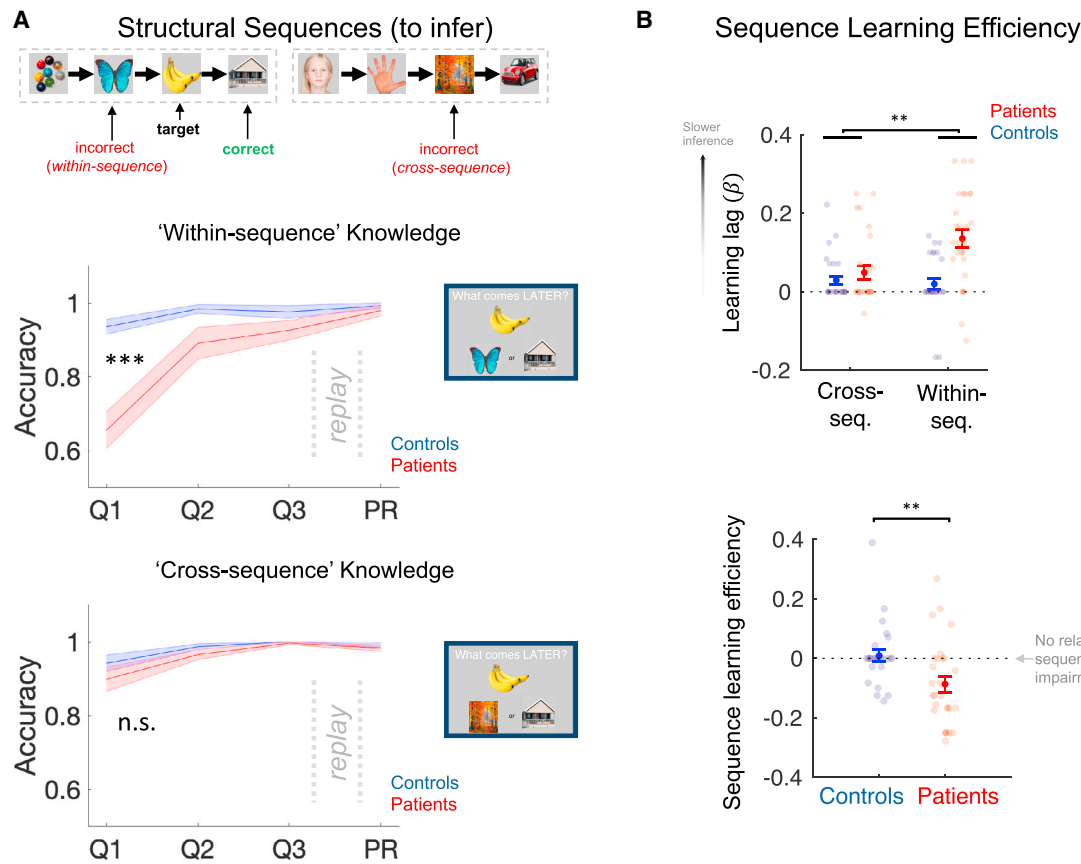 A
Structural Sequences (to infer)
target
incorrect
(within-sequence)
correct
incorrect
(cross-sequence)
'Within-sequence' Knowledge
Accuracy
1
0.8
0.6
***
replay
Controls
Patients
Q1 Q2 Q3 PR
What comes LATER?
or
'Cross-sequence' Knowledge
Accuracy
1
0.8
0.6
n.s.
replay
Controls
Patients
Q1 Q2 Q3 PR
What comes LATER?
or
B
Sequence Learning Efficiency
Patients
Controls
Slower
inference
Learning lag (β)
0.4
0.2
0
-0.2
**
Cross-
seq.
Within-
seq.
Sequence learning efficiency
0.4
0.2
0
-0.2
-0.4
**
No rela
sequen
impairm
Controls Patients